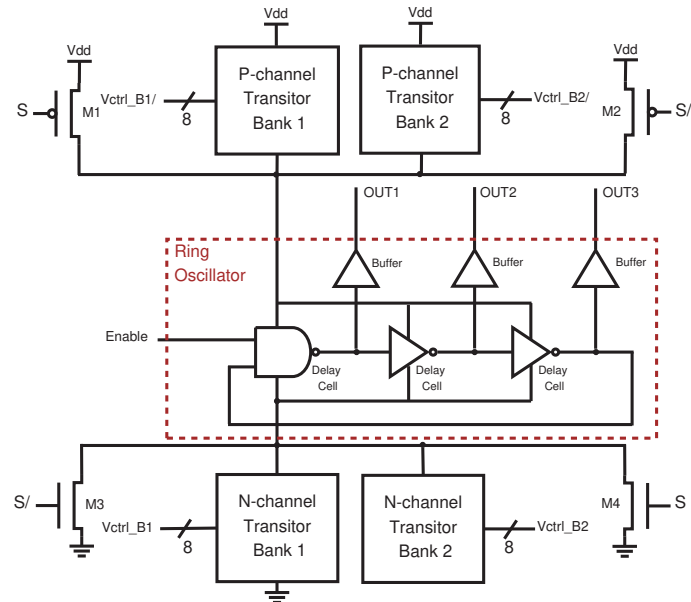 Vdd
Vdd
Vdd
Vdd
P-channel
Transitor
Bank 1
P-channel
Transitor
Bank 2
S
M1
Vctrl_B1/
8
Vctrl_B2/
8
M2
S/
OUT1
OUT2
OUT3
Ring
Oscillator
Buffer
Buffer
Buffer
Enable
Delay
Cell
Delay
Cell
Delay
Cell
S/
M3
Vctrl_B1
8
N-channel
Transitor
Bank 1
N-channel
Transitor
Bank 2
Vctrl_B2
8
M4
S